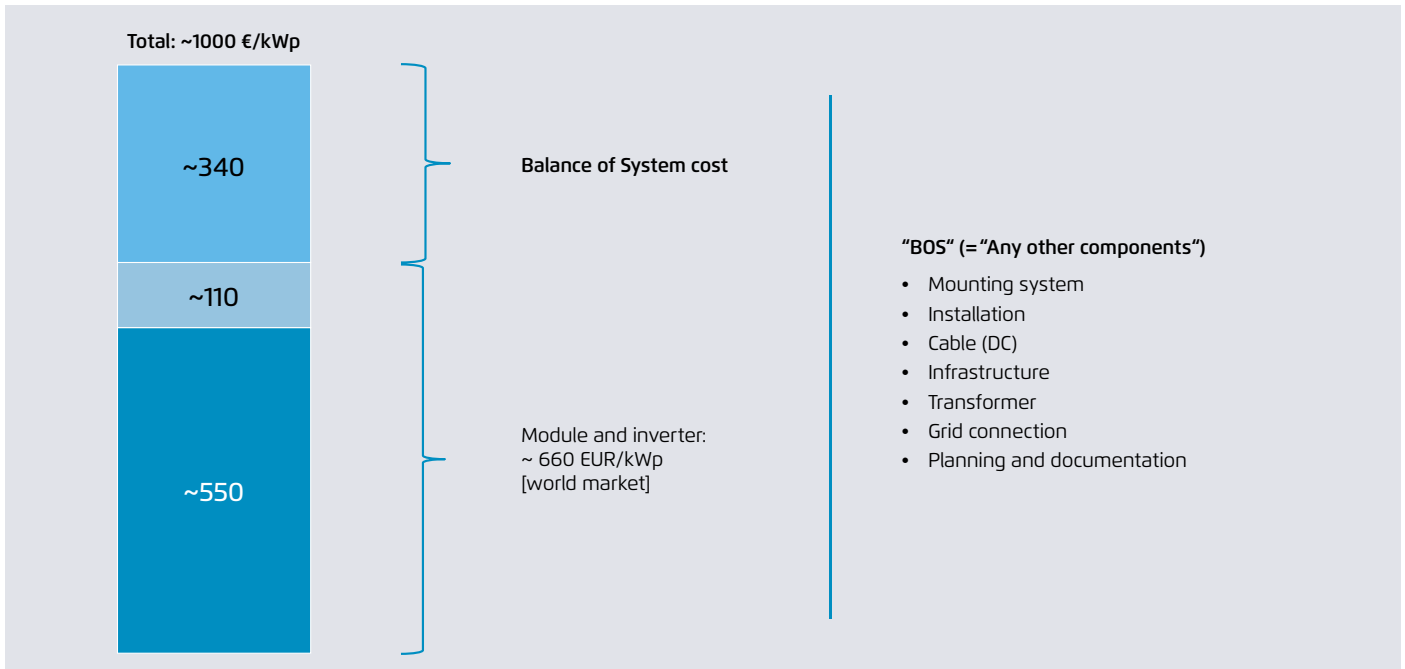 Total: ~1000 €/kWp
~340
~110
~550
Balance of System cost
Module and inverter:
~ 660 EUR/kWp
[world market]
“BOS“ (= “Any other components“)
• Mounting system
• Installation
• Cable (DC)
• Infrastructure
• Transformer
• Grid connection
• Planning and documentation